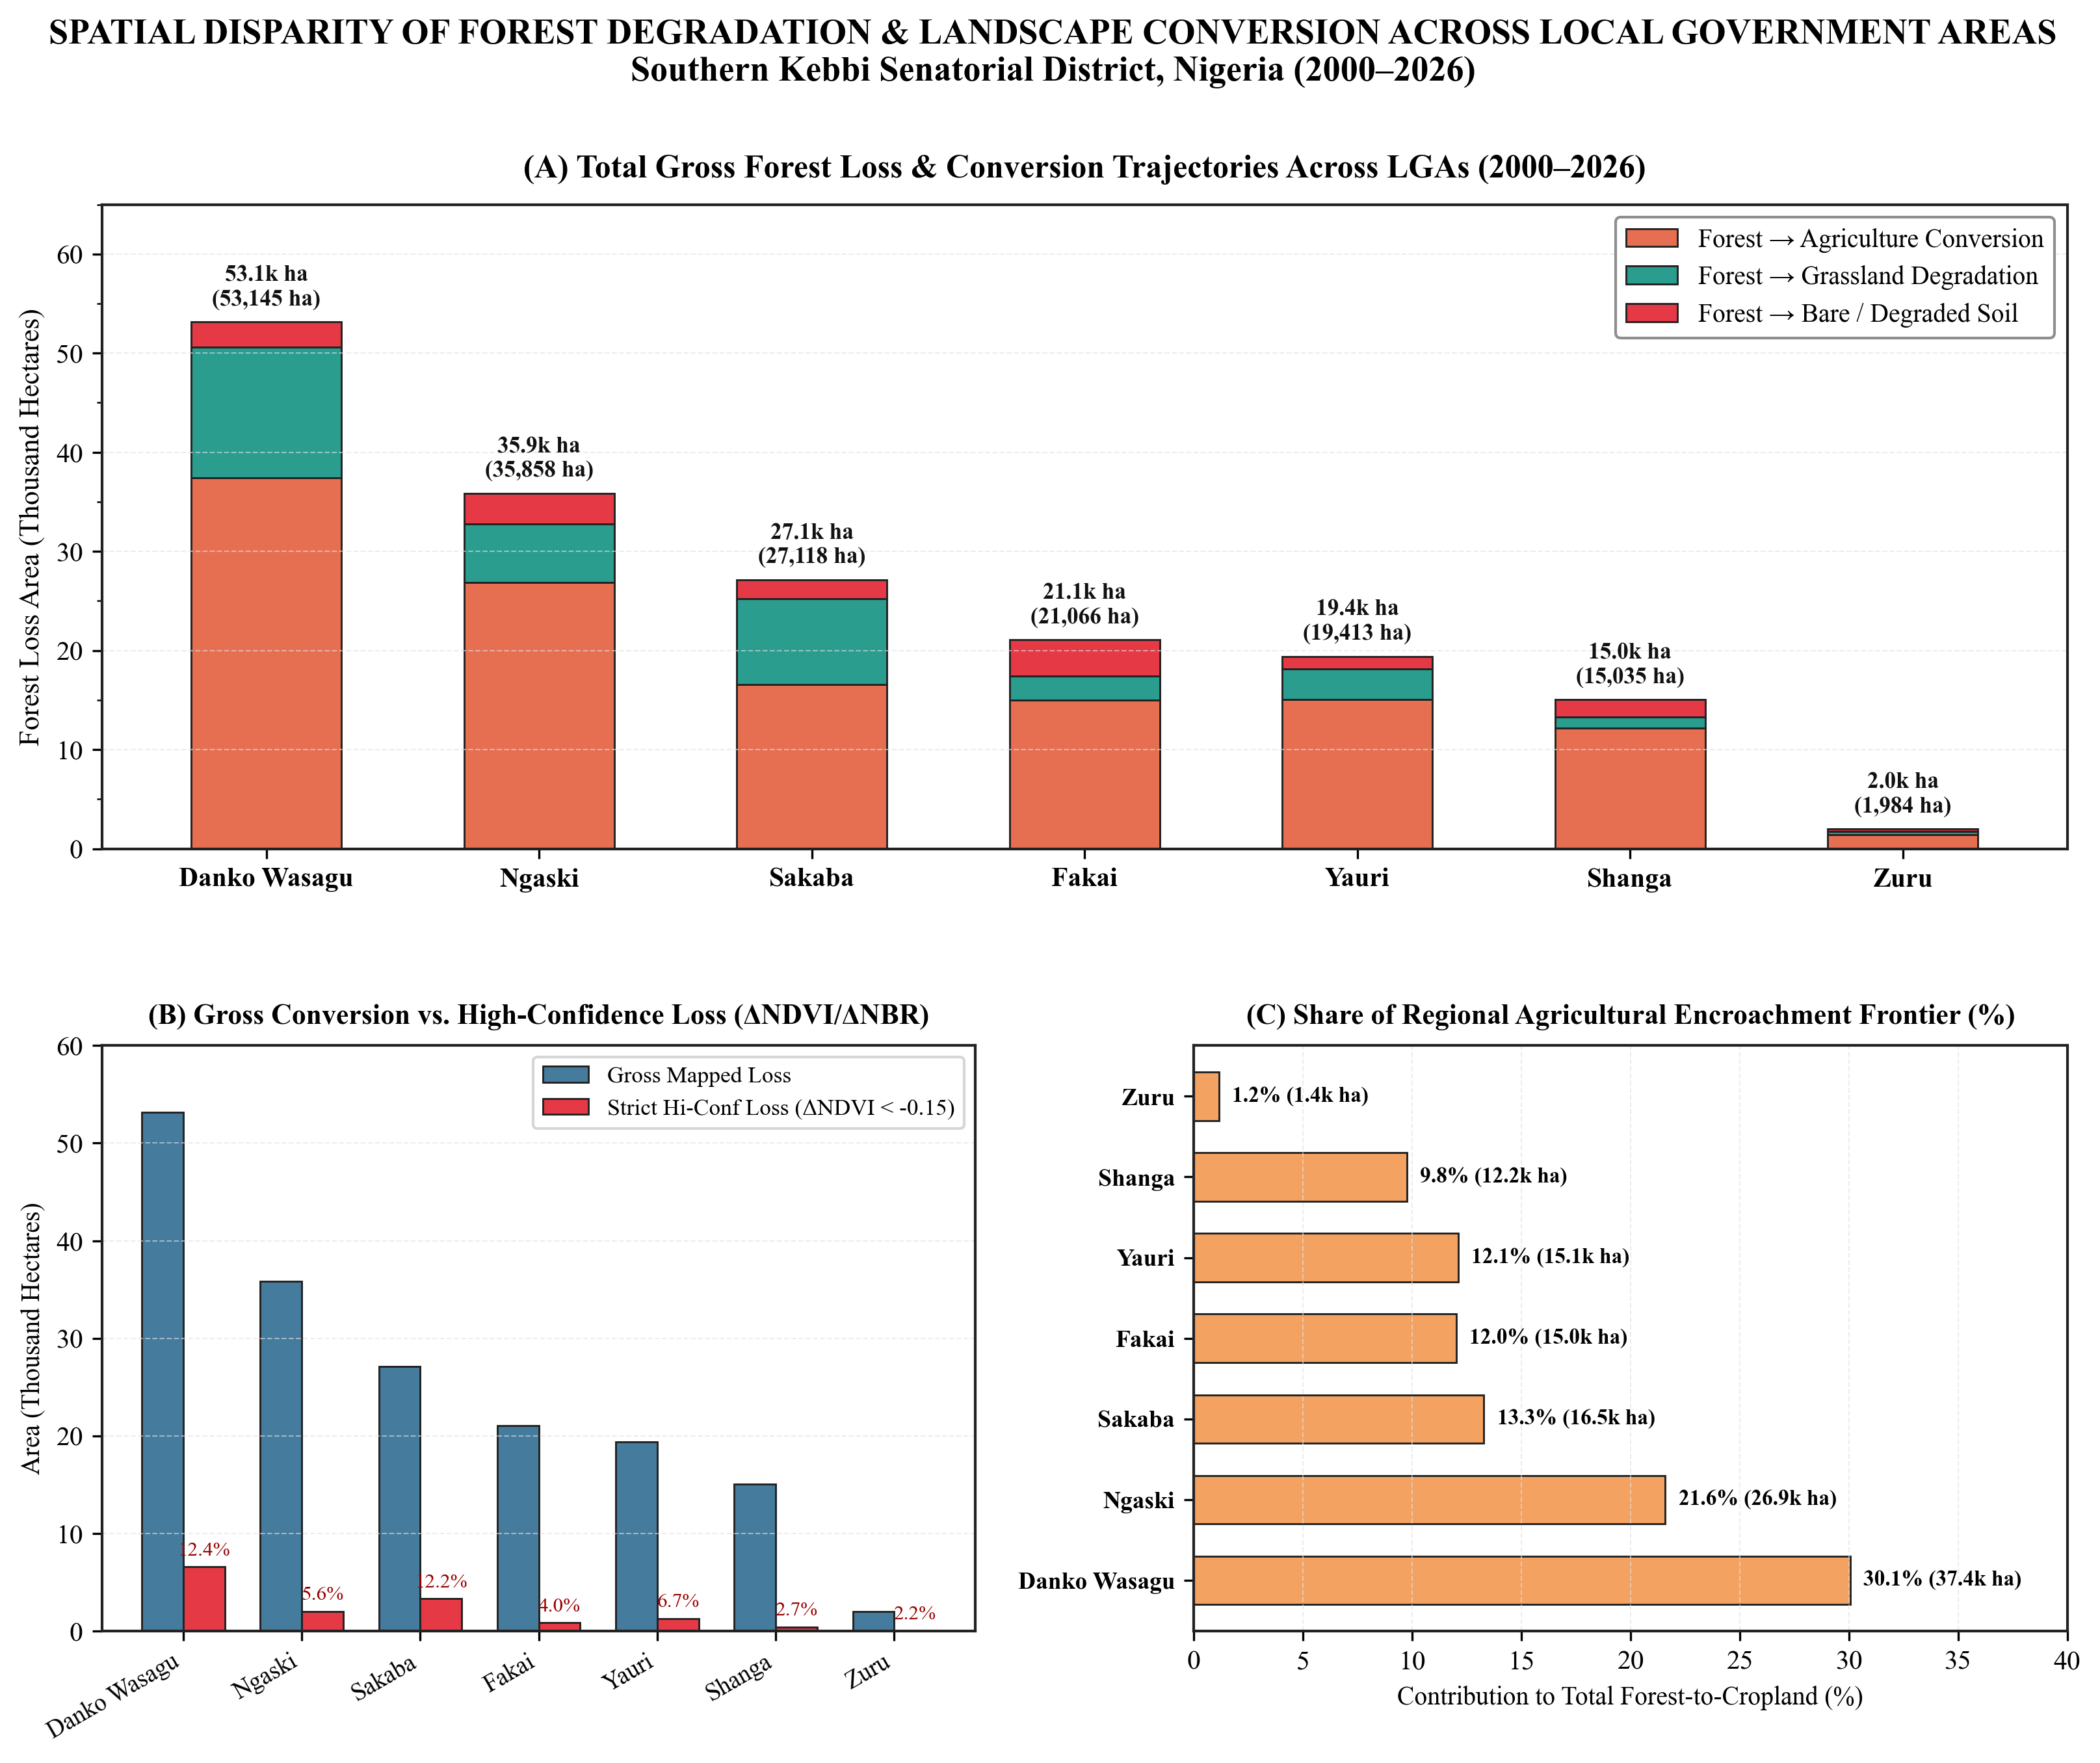 SPATIAL DISPARITY OF FOREST DEGRADATION & LANDSCAPE CONVERSION ACROSS LOCAL GOVERNMENT AREAS
Southern Kebbi Senatorial District, Nigeria (2000–2026)
(A) Total Gross Forest Loss & Conversion Trajectories Across LGAs (2000–2026)
Forest Loss Area (Thousand Hectares)
60
50
40
30
20
10
0
Forest → Agriculture Conversion
Forest → Grassland Degradation
Forest → Bare / Degraded Soil
53.1k ha
(53,145 ha)
35.9k ha
(35,858 ha)
27.1k ha
(27,118 ha)
21.1k ha
(21,066 ha)
19.4k ha
(19,413 ha)
15.0k ha
(15,035 ha)
2.0k ha
(1,984 ha)
Danko Wasagu
Ngaski
Sakaba
Fakai
Yauri
Shanga
Zuru
(B) Gross Conversion vs. High-Confidence Loss (ΔNDVI/ΔNBR)
Area (Thousand Hectares)
60
50
40
30
20
10
0
Gross Mapped Loss
Strict Hi-Conf Loss (ΔNDVI < -0.15)
12.4%
5.6%
12.2%
4.0%
6.7%
2.7%
2.2%
Danko Wasagu
Ngaski
Sakaba
Fakai
Yauri
Shanga
Zuru
(C) Share of Regional Agricultural Encroachment Frontier (%)
Zuru
1.2% (1.4k ha)
Shanga
9.8% (12.2k ha)
Yauri
12.1% (15.1k ha)
Fakai
12.0% (15.0k ha)
Sakaba
13.3% (16.5k ha)
Ngaski
21.6% (26.9k ha)
Danko Wasagu
30.1% (37.4k ha)
0
5
10
15
20
25
30
35
40
Contribution to Total Forest-to-Cropland (%)